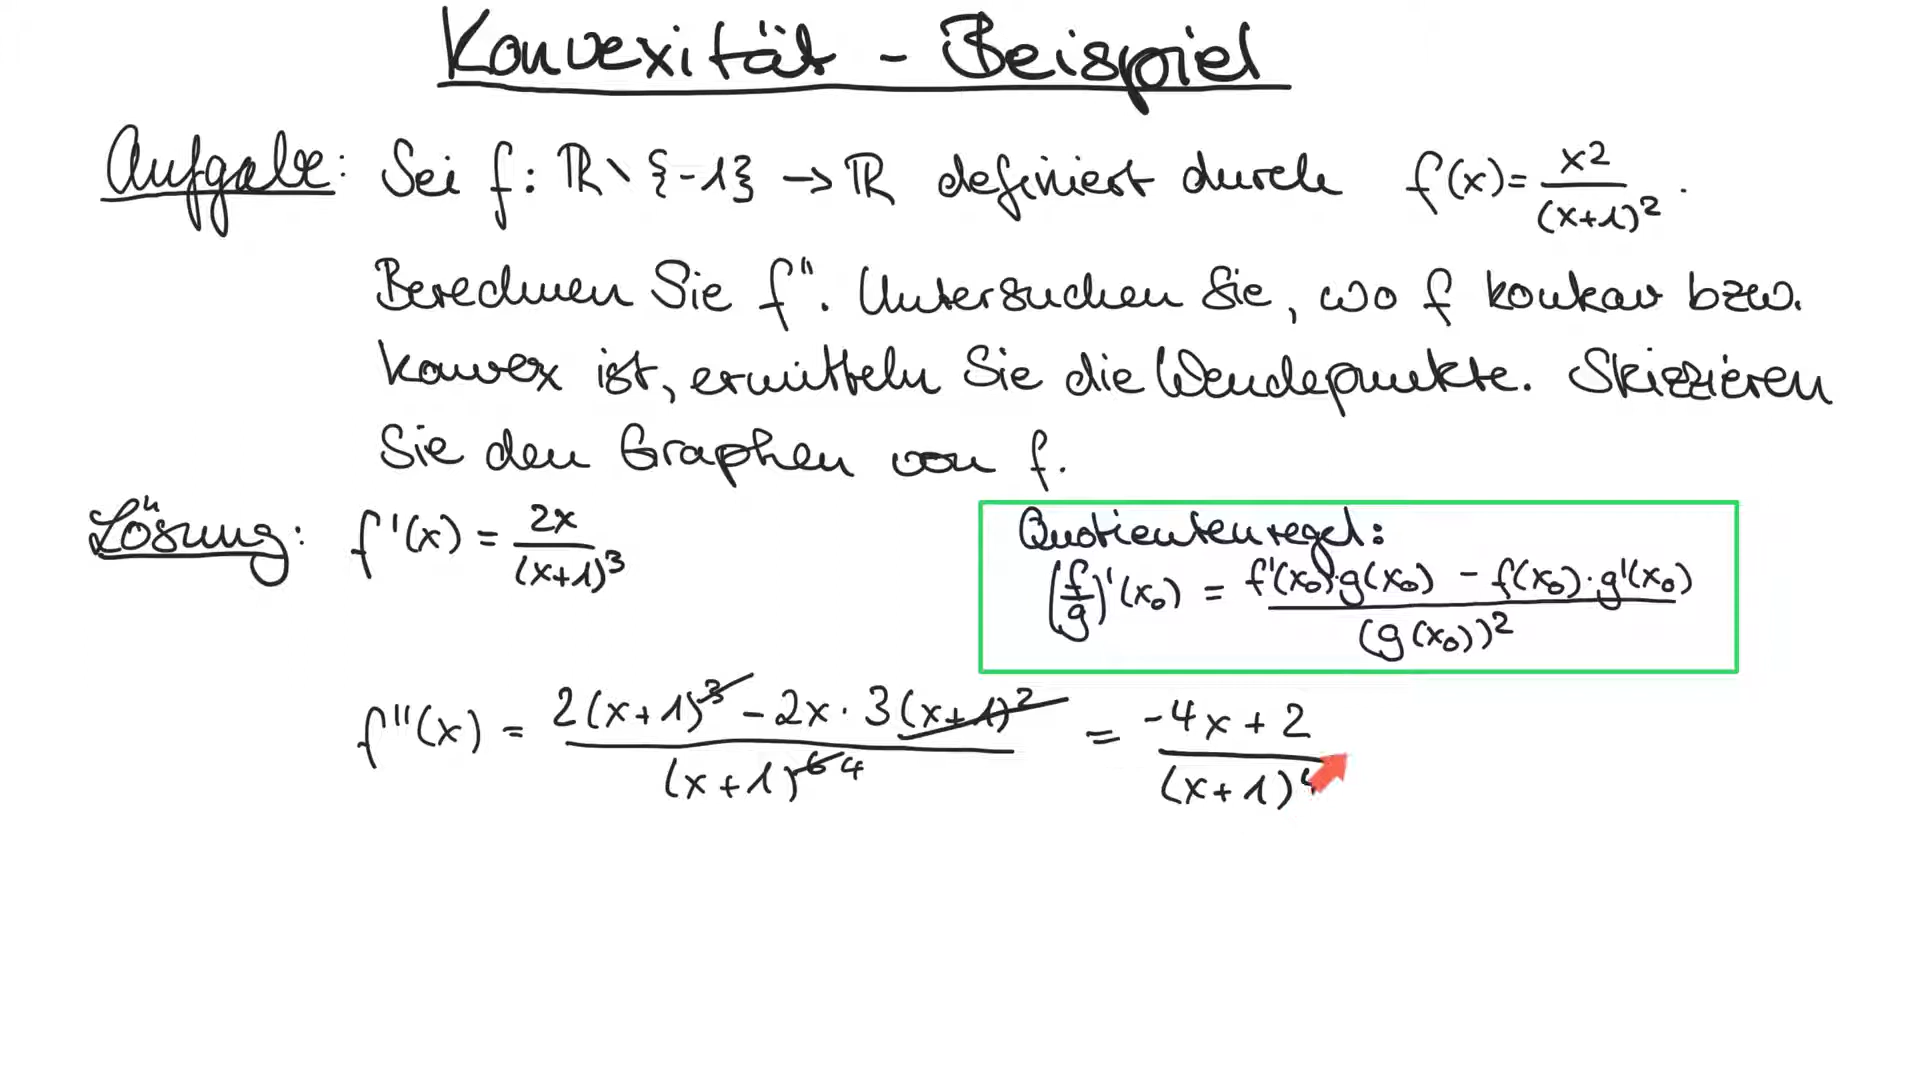 Konvexität - Beispiel
Aufgabe: Sei f: ℝ \ {-1} → ℝ definiert durch f(x) = x²/(x+1)².
Berechnen Sie f''. Untersuchen Sie, wo f konkav bzw.
konvex ist, ermitteln Sie die Wendepunkte. Skizzieren
Sie den Graphen von f.
Lösung: f'(x) = 2x/(x+1)³
Quotientenregel:
(f/g)'(x₀) = (f'(x₀)·g(x₀) - f(x₀)·g'(x₀))/(g(x₀))²
f''(x) = (2(x+1)³ - 2x · 3(x+1)²)/(x+1)⁶ ⁴ = (-4x + 2)/(x+1)⁴